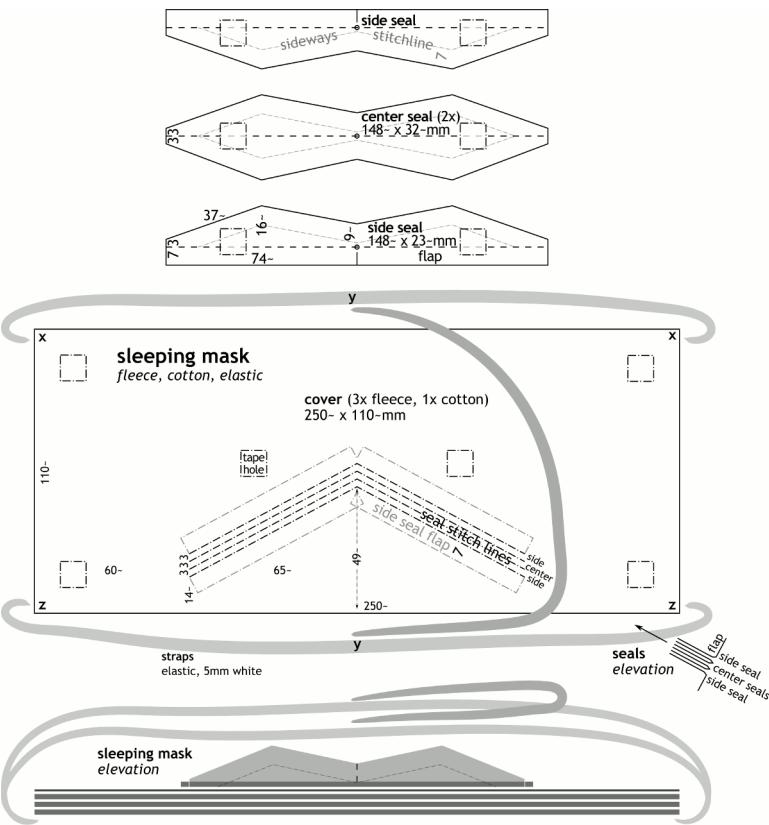 side seal
sideways stitchline
7
center seal (2x)
148~ x 32~mm
33
37~
16~
9~
side seal
148~ x 23~mm
7 3
74~
flap
y
x
x
sleeping mask
fleece, cotton, elastic
cover (3x fleece, 1x cotton)
250~ x 110~mm
tape
hole
110~
seal stitch lines
side seal flap 7
side
center
side
3 3 3
14~
60~
65~
49
250~
z
z
y
straps
elastic, 5mm white
seals
elevation
flap
side seal
center seals
side seal
sleeping mask
elevation